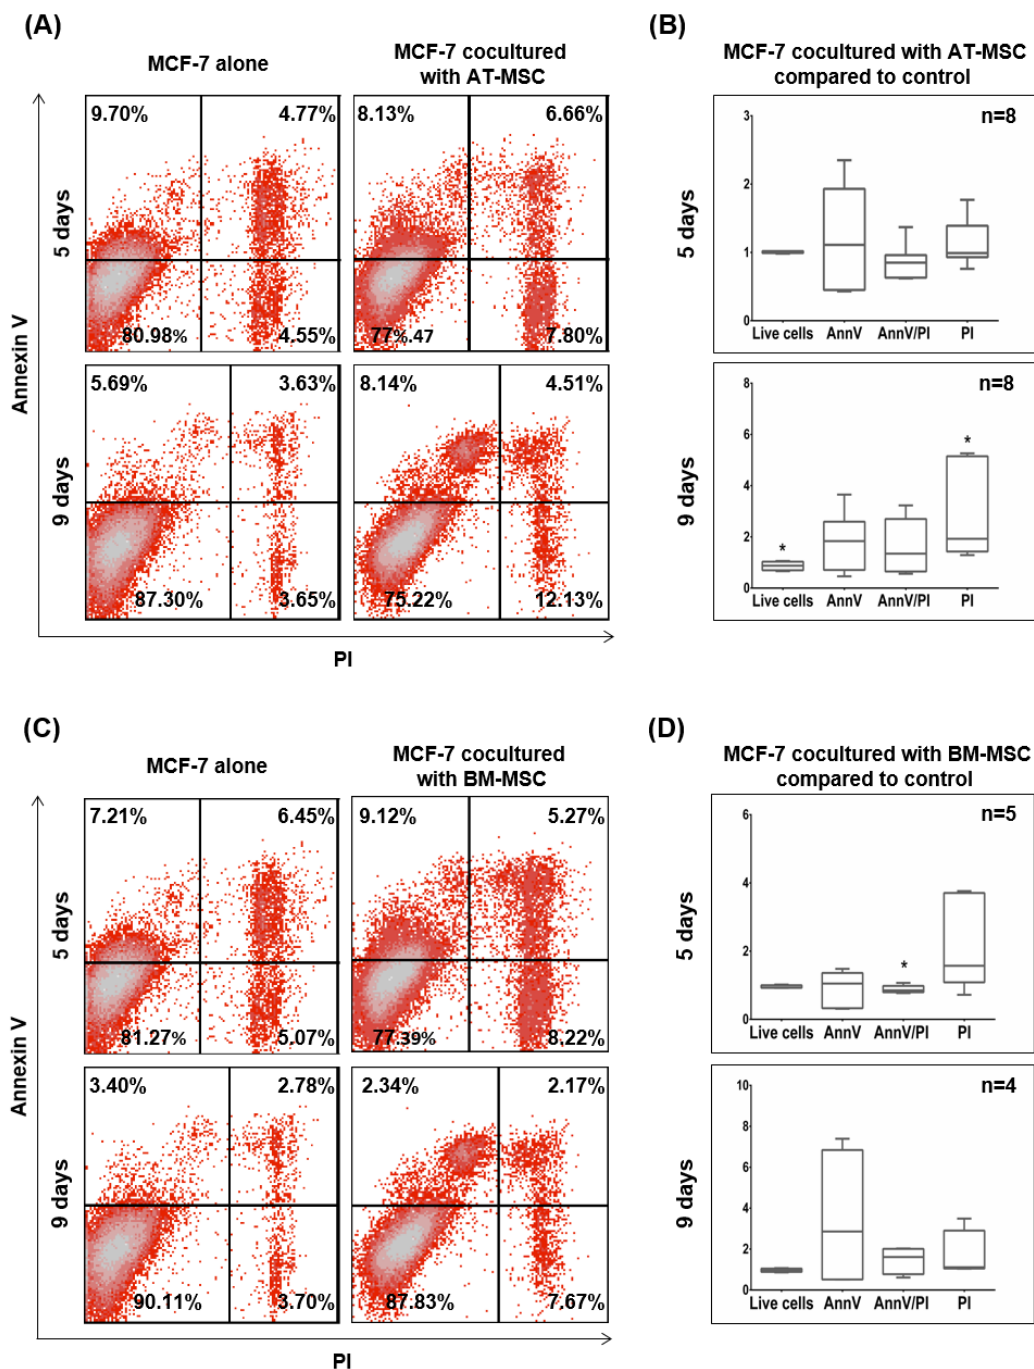 (A)
MCF-7 alone
MCF-7 cocultured
with AT-MSC
(B)
MCF-7 cocultured with AT-MSC
compared to control
Annexin V
5 days
9.70%
4.77%
80.98%
4.55%
8.13%
6.66%
77%.47
7.80%
5 days
n=8
3
2
1
0
Live cells
AnnV
AnnV/PI
PI
9 days
5.69%
3.63%
87.30%
3.65%
8.14%
4.51%
75.22%
12.13%
PI
9 days
n=8
8
6
4
2
0
*
*
Live cells
AnnV
AnnV/PI
PI
(C)
MCF-7 alone
MCF-7 cocultured
with BM-MSC
(D)
MCF-7 cocultured with BM-MSC
compared to control
Annexin V
5 days
7.21%
6.45%
81.27%
5.07%
9.12%
5.27%
77.39%
8.22%
5 days
n=5
6
4
2
0
*
Live cells
AnnV
AnnV/PI
PI
9 days
3.40%
2.78%
90.11%
3.70%
2.34%
2.17%
87.83%
7.67%
PI
9 days
n=4
10
8
6
4
2
0
Live cells
AnnV
AnnV/PI
PI